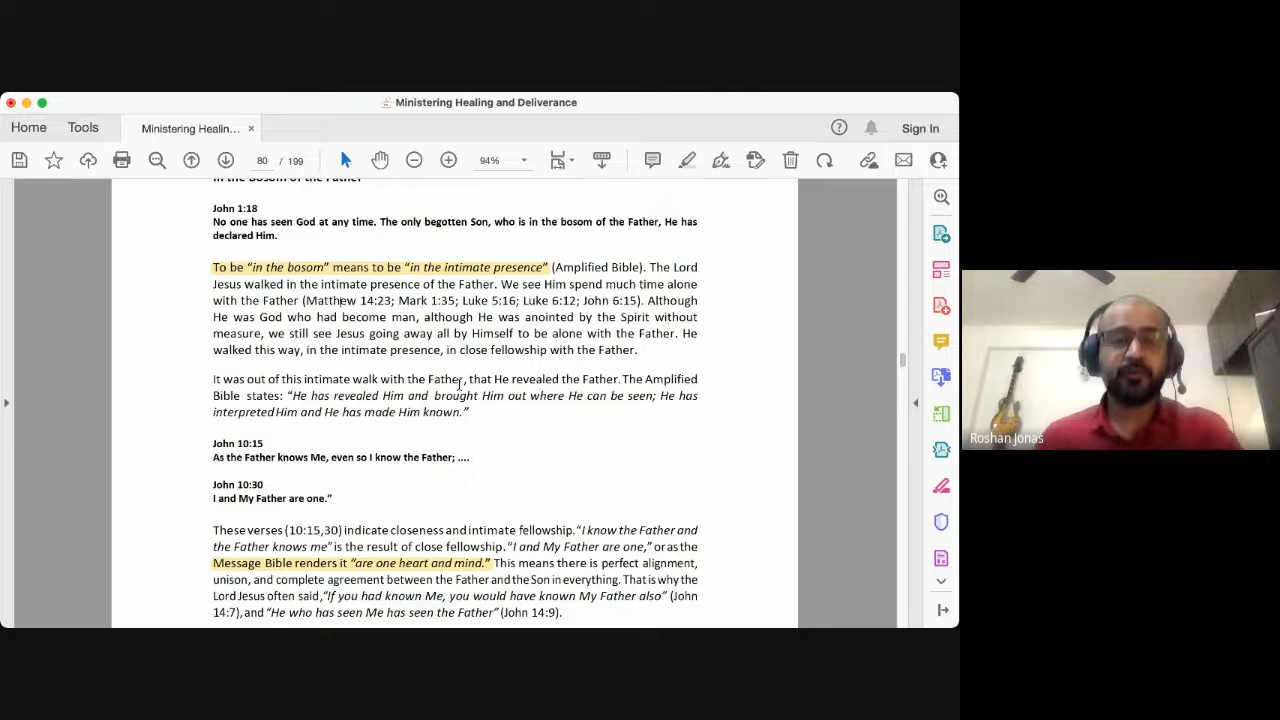 Ministering Healing and Deliverance
Home Tools Ministering Healin... × Sign In
80 / 199 94%
In the Bosom of the Father
John 1:18
No one has seen God at any time. The only begotten Son, who is in the bosom of the Father, He has
declared Him.
To be “in the bosom” means to be “in the intimate presence” (Amplified Bible). The Lord
Jesus walked in the intimate presence of the Father. We see Him spend much time alone
with the Father (Matthew 14:23; Mark 1:35; Luke 5:16; Luke 6:12; John 6:15). Although
He was God who had become man, although He was anointed by the Spirit without
measure, we still see Jesus going away all by Himself to be alone with the Father. He
walked this way, in the intimate presence, in close fellowship with the Father.
It was out of this intimate walk with the Father, that He revealed the Father. The Amplified
Bible states: “He has revealed Him and brought Him out where He can be seen; He has
interpreted Him and He has made Him known.”
John 10:15
As the Father knows Me, even so I know the Father; ....
John 10:30
I and My Father are one.”
These verses (10:15,30) indicate closeness and intimate fellowship. “I know the Father and
the Father knows me” is the result of close fellowship. “I and My Father are one,” or as the
Message Bible renders it “are one heart and mind.” This means there is perfect alignment,
unison, and complete agreement between the Father and the Son in everything. That is why the
Lord Jesus often said, “If you had known Me, you would have known My Father also” (John
14:7), and “He who has seen Me has seen the Father” (John 14:9).
Roshan Jonas